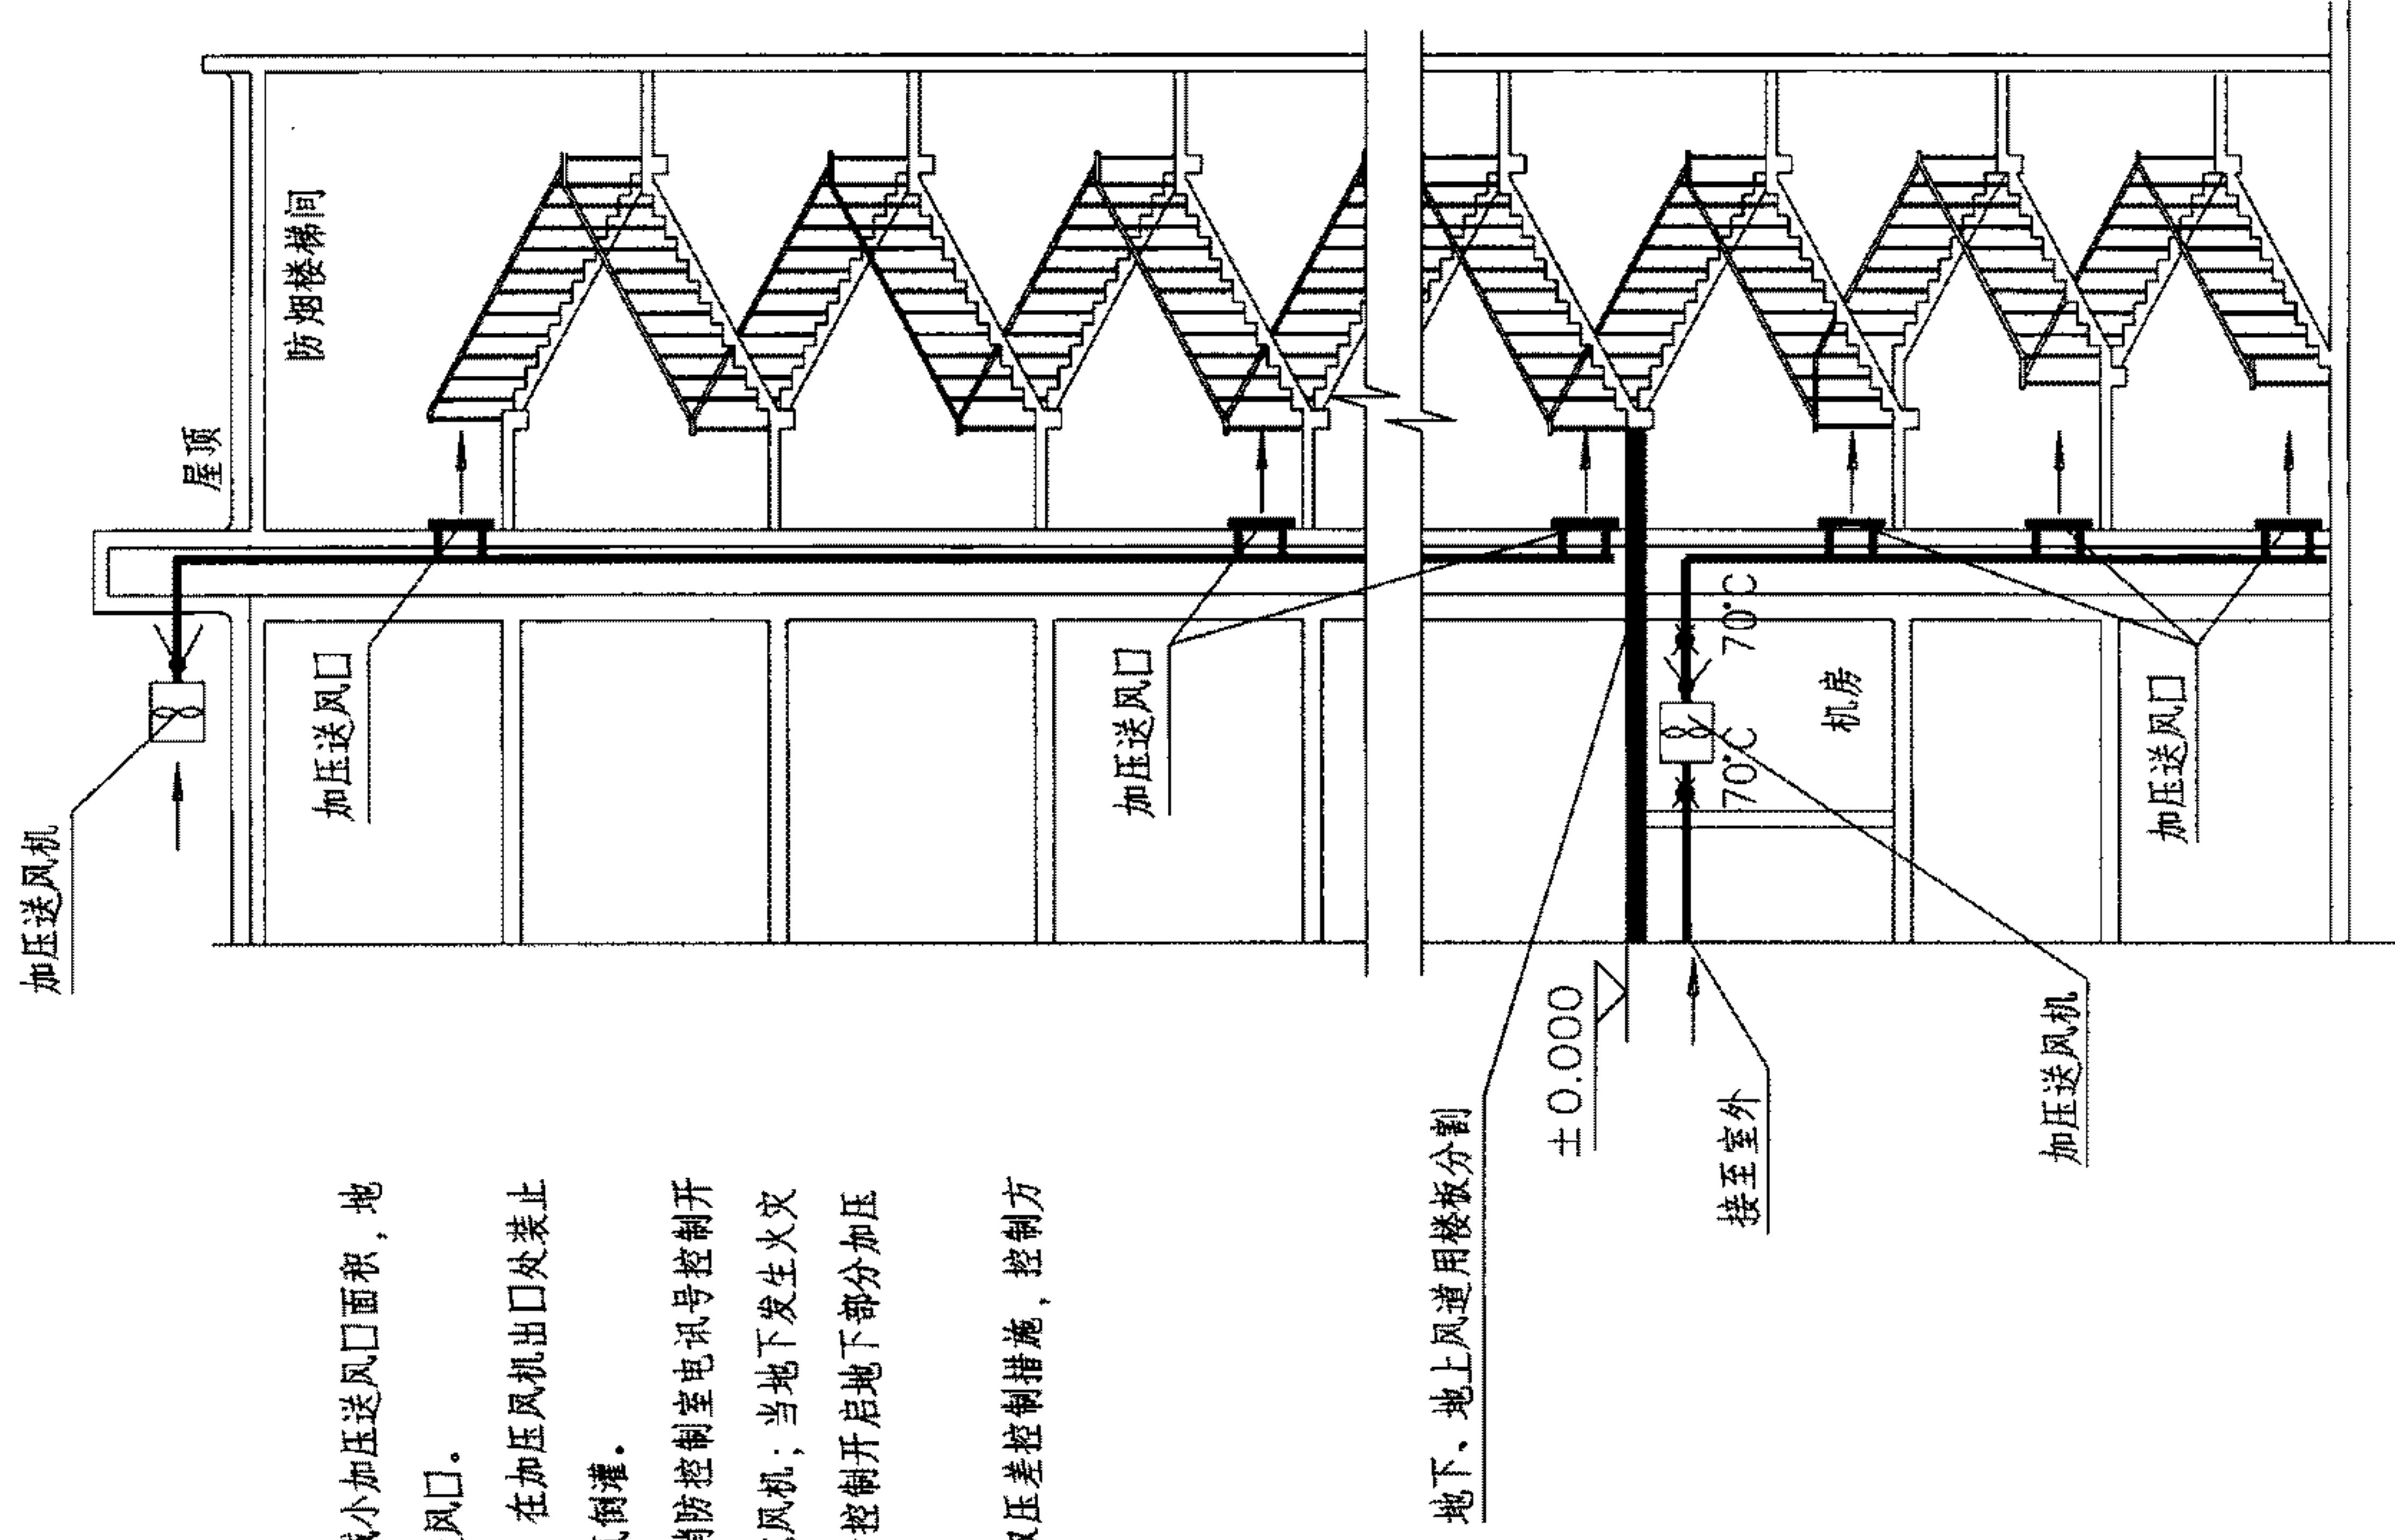 加压送风机
屋顶
防烟楼梯间
加压送风口
加压送风口
70°C
70°C
机房
加压送风口
±0.000
地下、地上风道用楼板分割
接至室外
加压送风机
小加压送风口面积，地
风口。
在加压风机出口处装止
倒灌。
消防控制室电讯号控制开
风机；当地下发生火灾
控制开启地下部分加压
压差控制措施，控制方